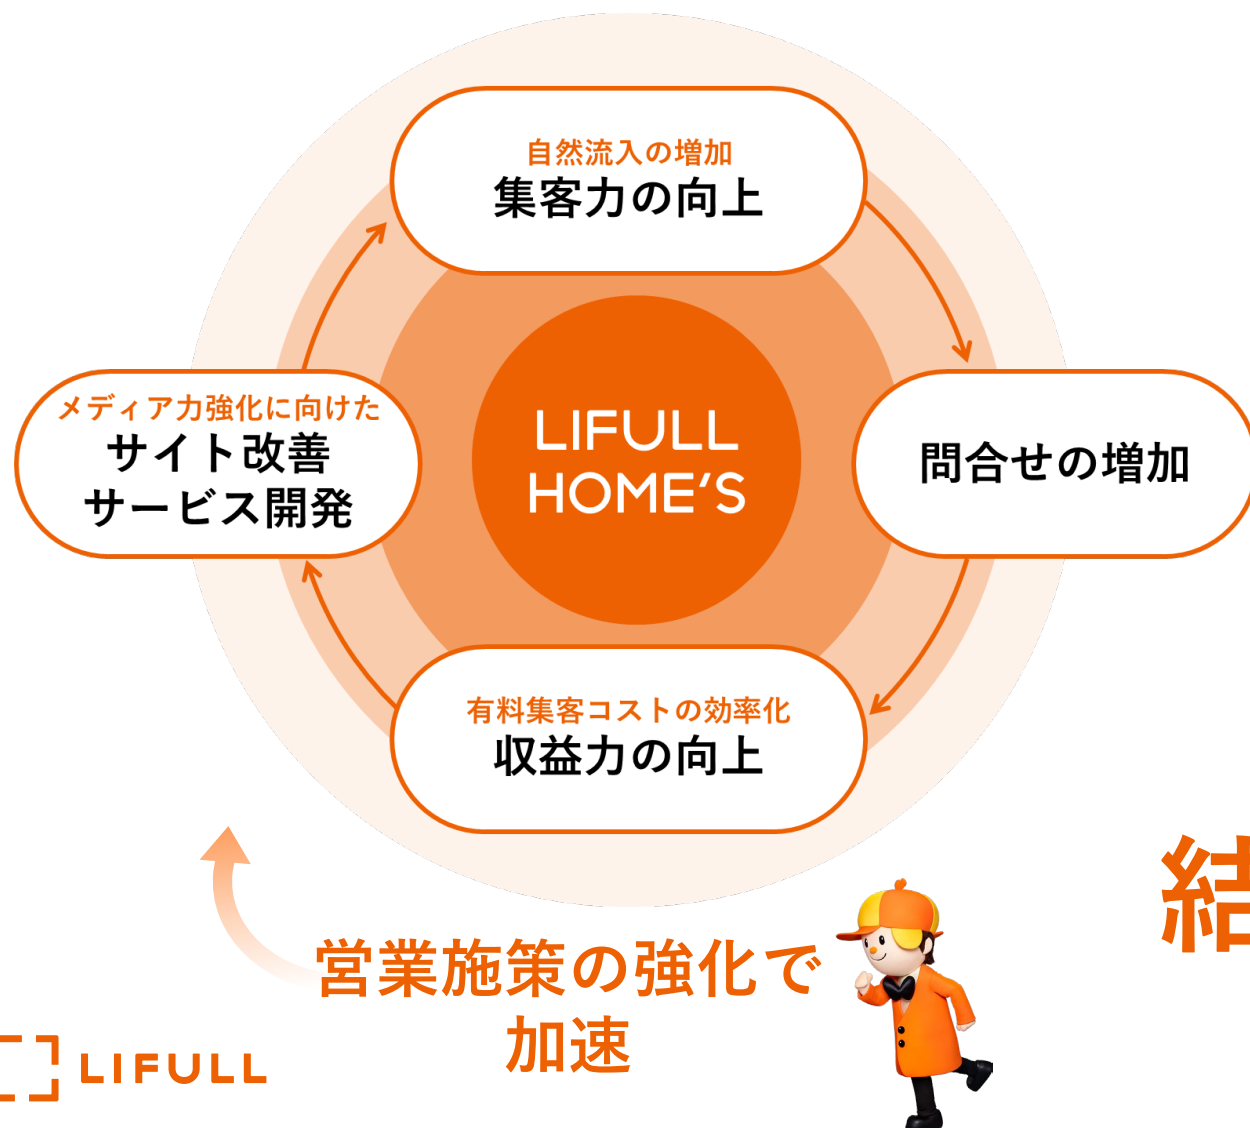 自然流入の増加
集客力の向上
メディア力強化に向けた
サイト改善
サービス開発
LIFULL
HOME'S
問合せの増加
有料集客コストの効率化
収益力の向上
営業施策の強化で
加速
結
LIFULL